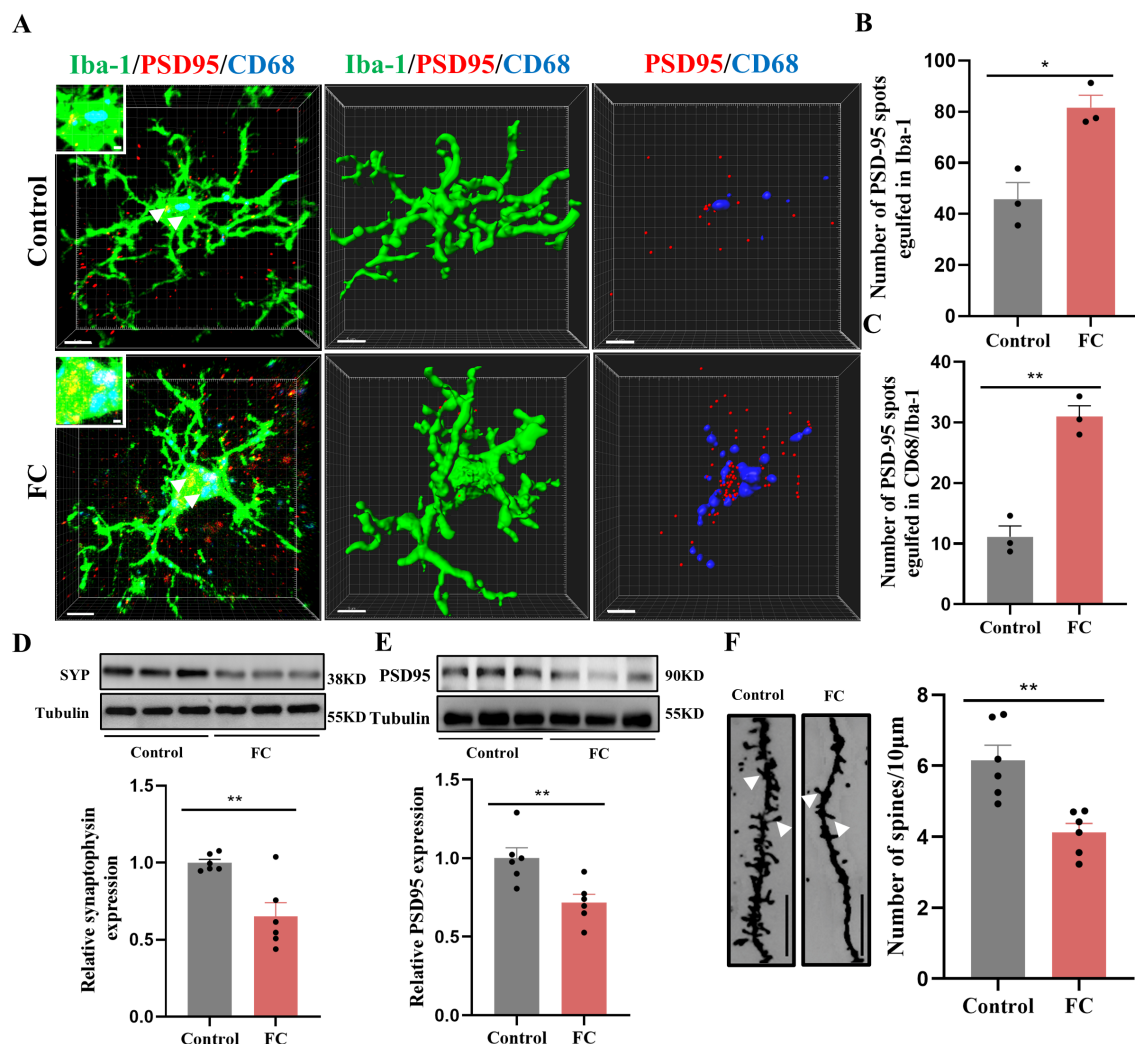 A
Iba-1/PSD95/CD68
Iba-1/PSD95/CD68
PSD95/CD68
Control
FC
B
Number of PSD-95 spots
egulfed in Iba-1
100
80
60
40
20
0
Control
FC
*
C
Number of PSD-95 spots
egulfed in CD68/Iba-1
40
30
20
10
0
Control
FC
**
D
SYP
38KD
Tubulin
55KD
Control
FC
Relative synaptophysin
expression
1.5
1.0
0.5
0.0
Control
FC
**
E
PSD95
90KD
Tubulin
55KD
Control
FC
Relative PSD95 expression
1.5
1.0
0.5
0.0
Control
FC
**
F
Control
FC
Number of spines/10μm
8
6
4
2
0
Control
FC
**